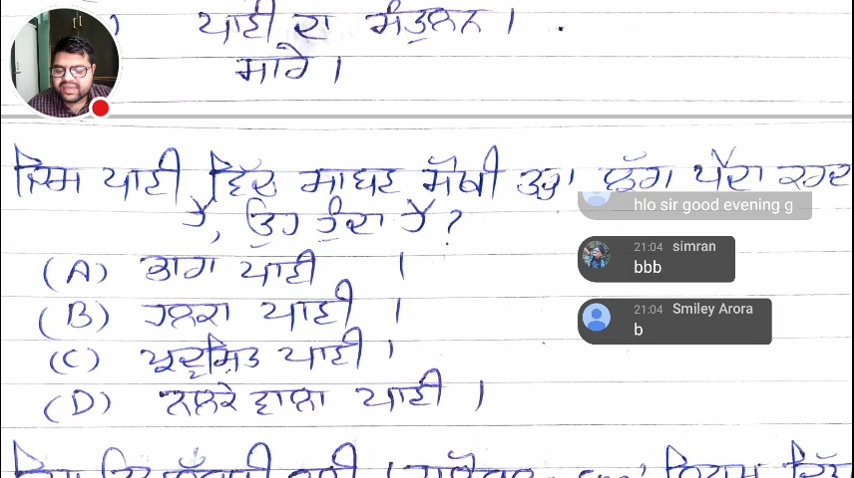 ਪਾਣੀ ਦਾ ਸੰਤੁਲਨ ।
ਸਾਰੇ ।
ਜਿਸ ਪਾਣੀ ਵਿੱਚ ਸਾਬਣ ਸੌਖੀ ਤਰ੍ਹਾਂ ਝੱਗ ਪੈਦਾ ਕਰਦ
ਹੈ, ਉਹ ਹੁੰਦਾ ਹੈ ?
(A) ਭਾਰਾ ਪਾਣੀ ।
(B) ਹਲਕਾ ਪਾਣੀ ।
(C) ਪ੍ਰਦੂਸ਼ਿਤ ਪਾਣੀ ।
(D) ਨਲਕੇ ਵਾਲਾ ਪਾਣੀ ।
hlo sir good evening g
21:04 simran
bbb
21:04 Smiley Arora
b